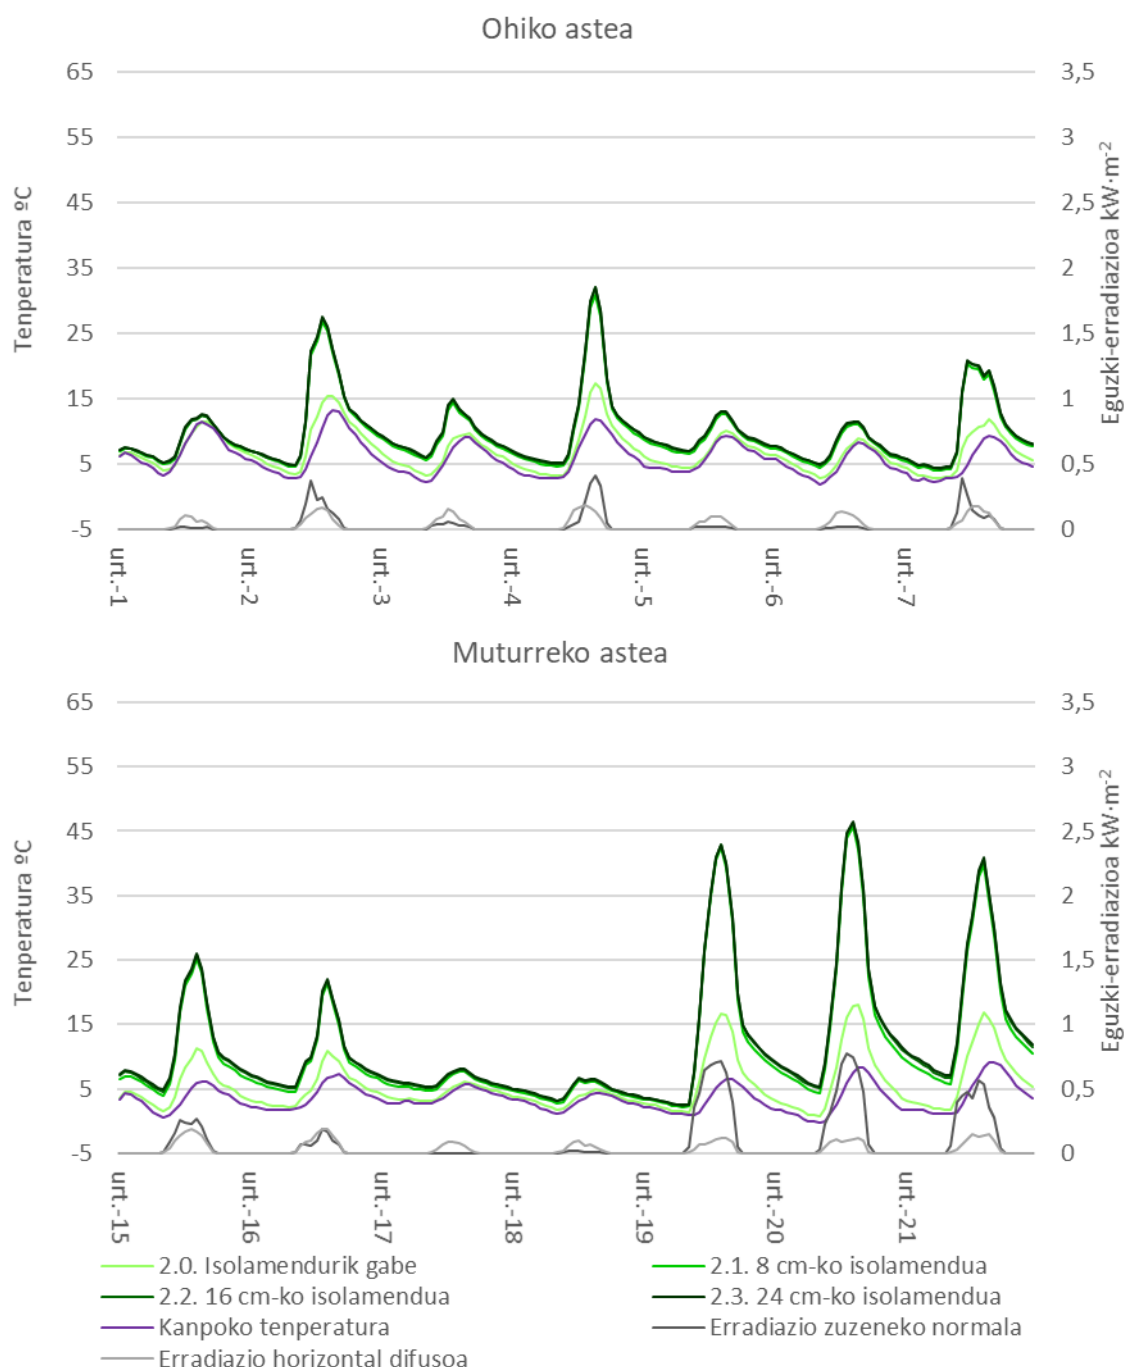 Ohiko astea
65 3,5
55 3
45 2,5
35 2
25 1,5
15 1
5 0,5
-5 0
Tenperatura ºC
Eguzki-erradiazioa kW·m-2
urt.-1 urt.-2 urt.-3 urt.-4 urt.-5 urt.-6 urt.-7
Muturreko astea
65 3,5
55 3
45 2,5
35 2
25 1,5
15 1
5 0,5
-5 0
Tenperatura ºC
Eguzki-erradiazioa kW·m-2
urt.-15 urt.-16 urt.-17 urt.-18 urt.-19 urt.-20 urt.-21
2.0. Isolamendurik gabe 2.1. 8 cm-ko isolamendua
2.2. 16 cm-ko isolamendua 2.3. 24 cm-ko isolamendua
Kanpoko tenperatura Erradiazio zuzeneko normala
Erradiazio horizontal difusoa